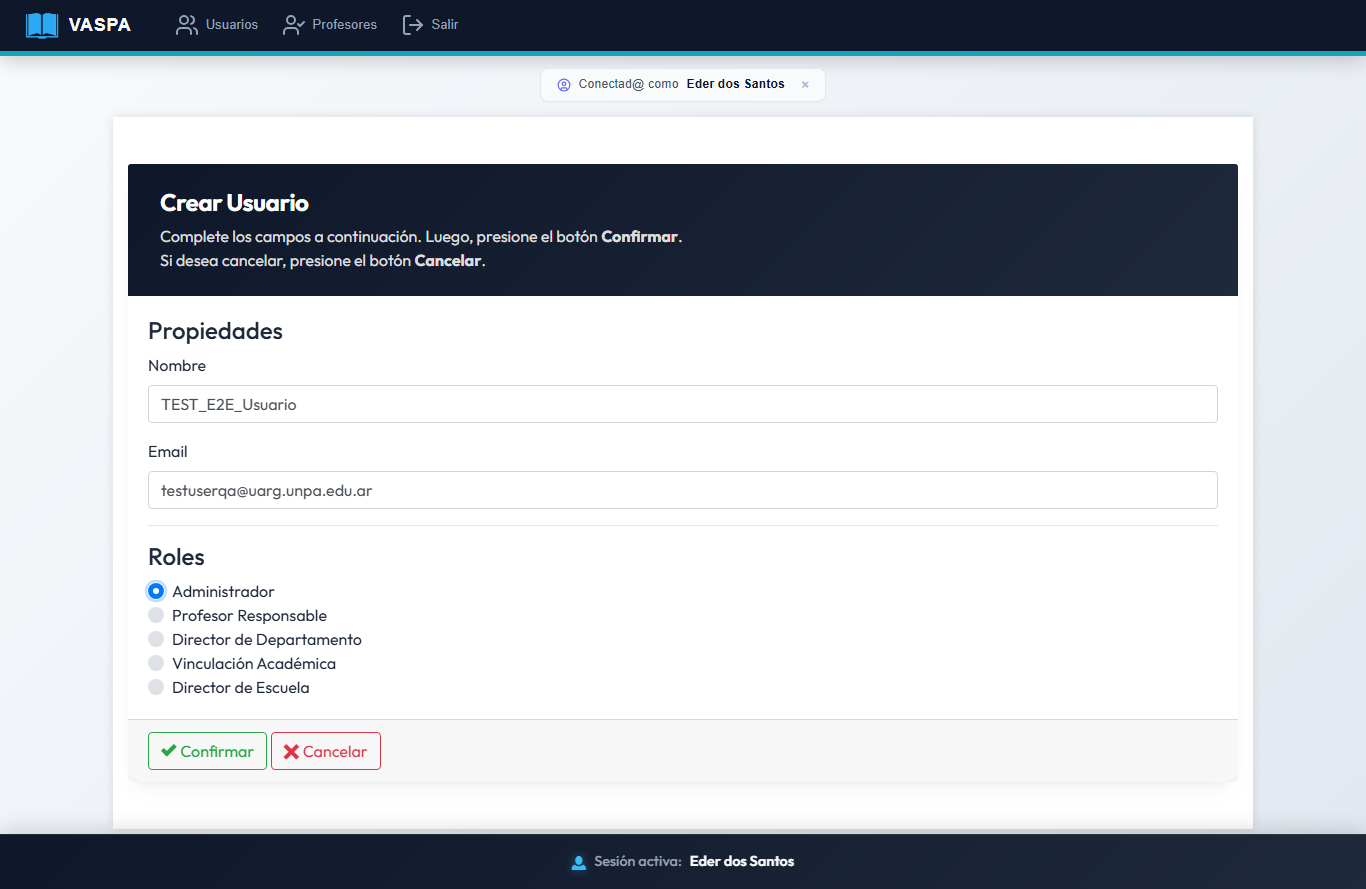 VASPA Usuarios Profesores Salir
Conectad@ como Eder dos Santos ×
Crear Usuario
Complete los campos a continuación. Luego, presione el botón Confirmar.
Si desea cancelar, presione el botón Cancelar.
Propiedades
Nombre
TEST_E2E_Usuario
Email
testuserqa@uarg.unpa.edu.ar
Roles
Administrador
Profesor Responsable
Director de Departamento
Vinculación Académica
Director de Escuela
Confirmar Cancelar
Sesión activa: Eder dos Santos